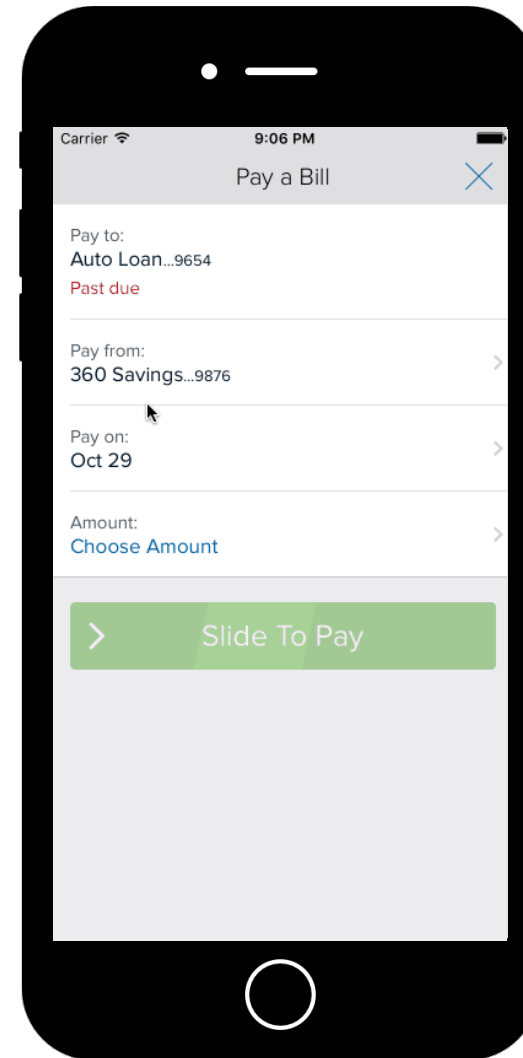 Carrier 9:06 PM
Pay a Bill
Pay to:
Auto Loan...9654
Past due
Pay from:
360 Savings...9876
Pay on:
Oct 29
Amount:
Choose Amount
Slide To Pay